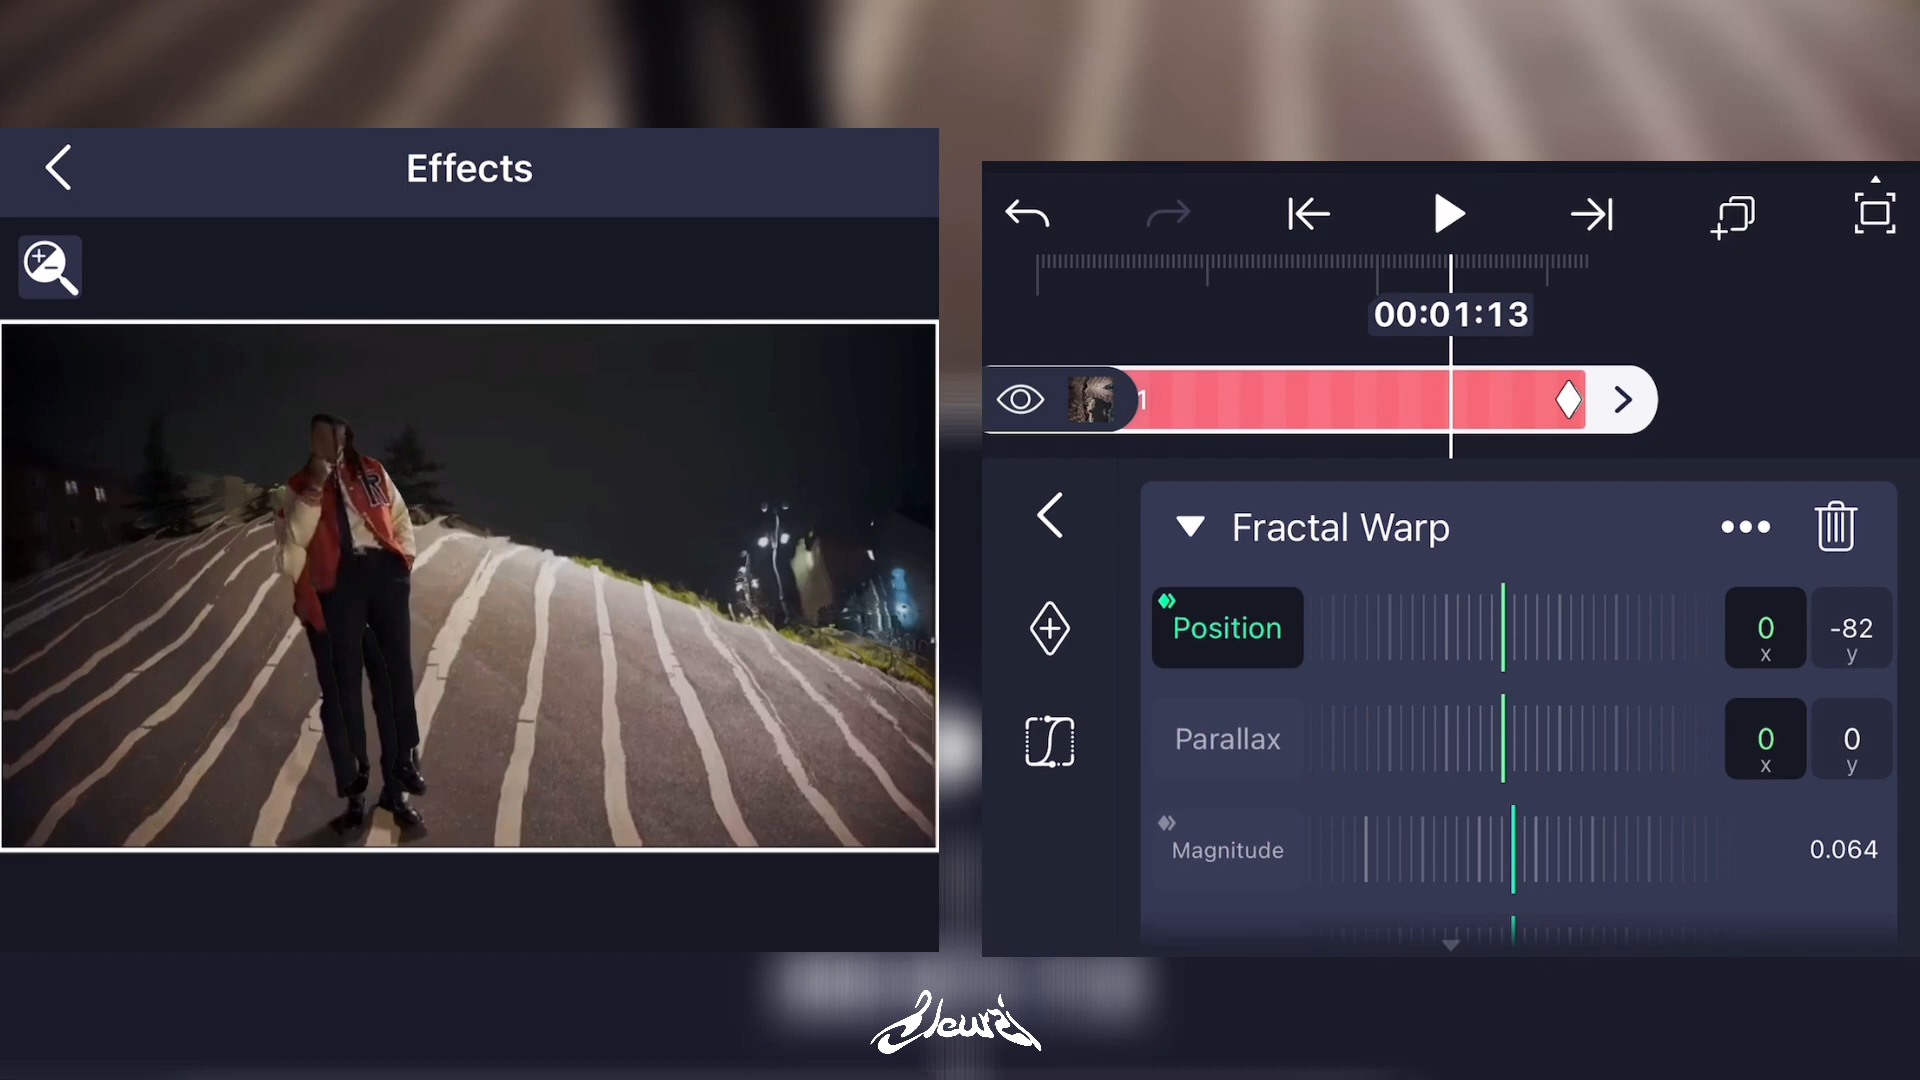 Effects
R
00:01:13
1
Fractal Warp
Position
0
x
-82
y
Parallax
0
x
0
y
Magnitude
0.064